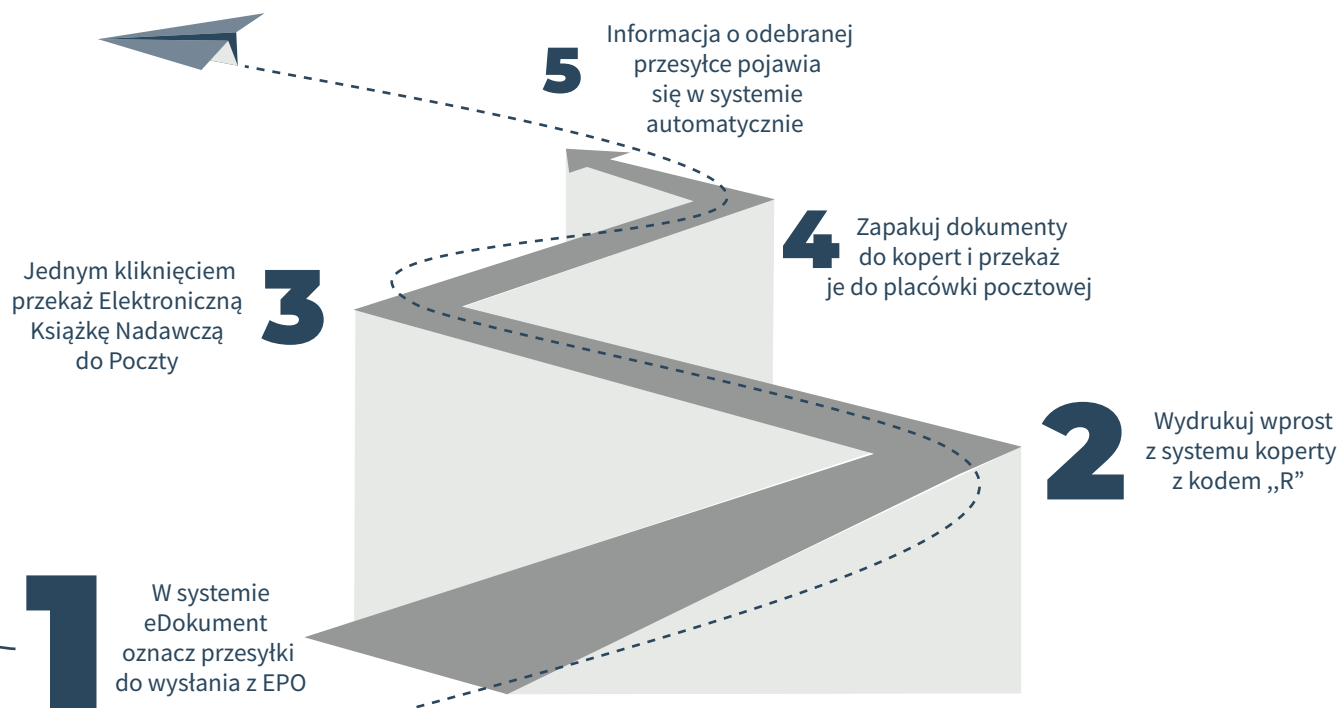 1
W systemie
eDokument
oznacz przesyłki
do wysłania z EPO
2
Wydrukuj wprost
z systemu koperty
z kodem ,,R”
3
Jednym kliknięciem
przekaż Elektroniczną
Książkę Nadawczą
do Poczty
4
Zapakuj dokumenty
do kopert i przekaż
je do placówki pocztowej
5
Informacja o odebranej
przesyłce pojawia
się w systemie
automatycznie